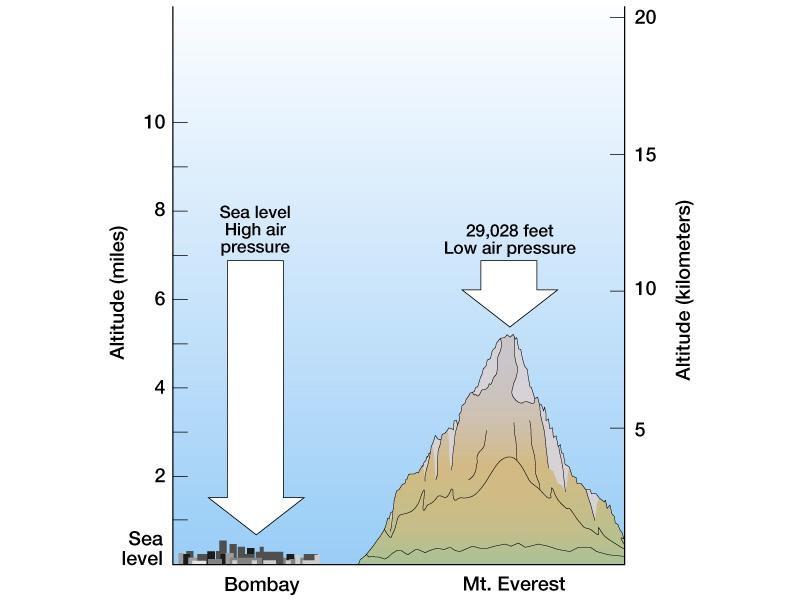 20
10
15
8
Sea level
High air
pressure
29,028 feet
Low air pressure
Altitude (miles)
Altitude (kilometers)
6
10
4
5
2
Sea
level
Bombay
Mt. Everest